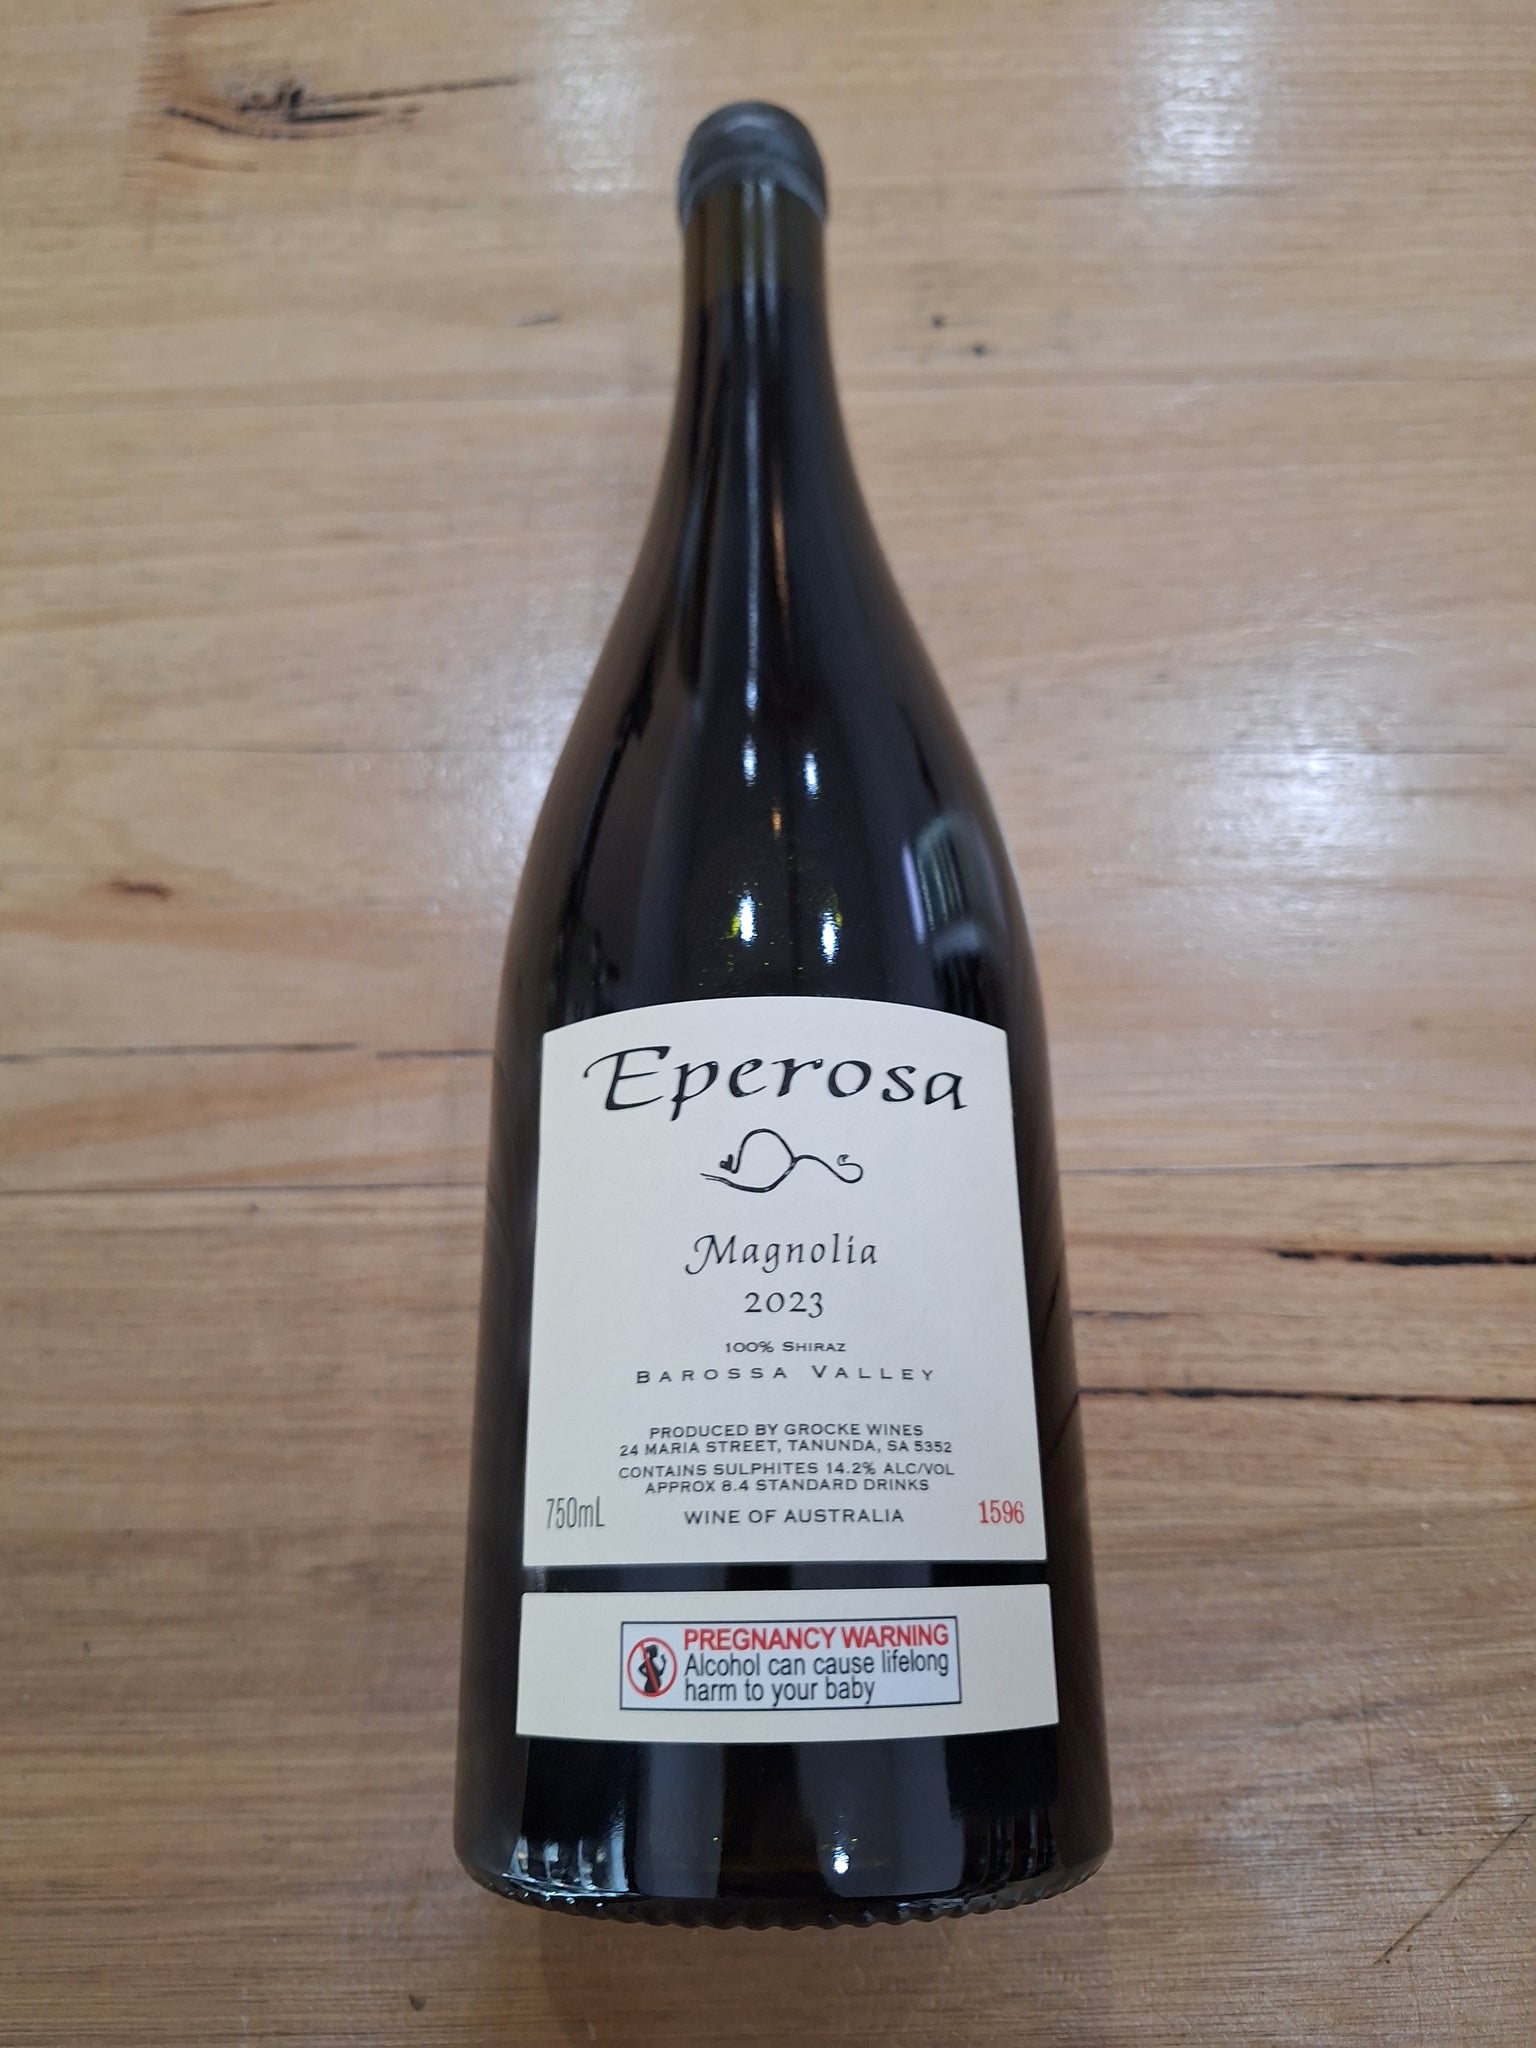 Eperosa
Magnolia
2023
100% SHIRAZ
BAROSSA VALLEY
PRODUCED BY GROCKE WINES
24 MARIA STREET, TANUNDA, SA 5352
CONTAINS SULPHITES 14.2% ALC/VOL
APPROX 8.4 STANDARD DRINKS
750mL WINE OF AUSTRALIA 1596
PREGNANCY WARNING
Alcohol can cause lifelong
harm to your baby